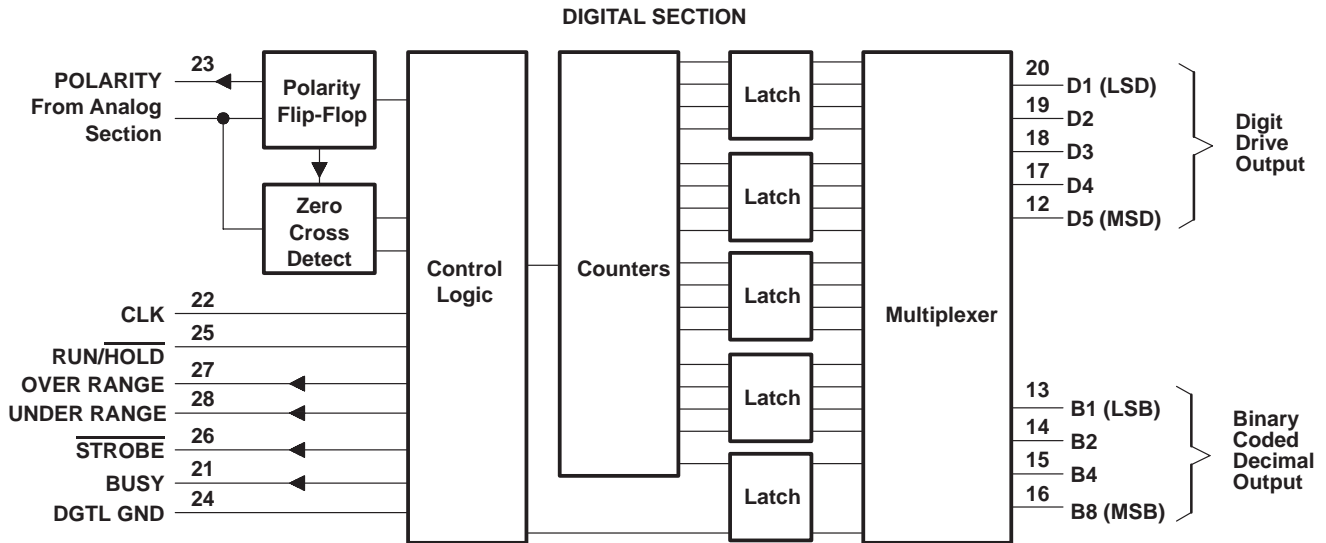 DIGITAL SECTION
23
POLARITY
From Analog
Section
Polarity
Flip-Flop
Zero
Cross
Detect
22
CLK
25
RUN/HOLD
27
OVER RANGE
28
UNDER RANGE
26
STROBE
21
BUSY
24
DGTL GND
Control
Logic
Counters
Latch
Latch
Latch
Latch
Latch
Multiplexer
20
D1 (LSD)
19
D2
18
D3
17
D4
12
D5 (MSD)
Digit
Drive
Output
13
B1 (LSB)
14
B2
15
B4
16
B8 (MSB)
Binary
Coded
Decimal
Output